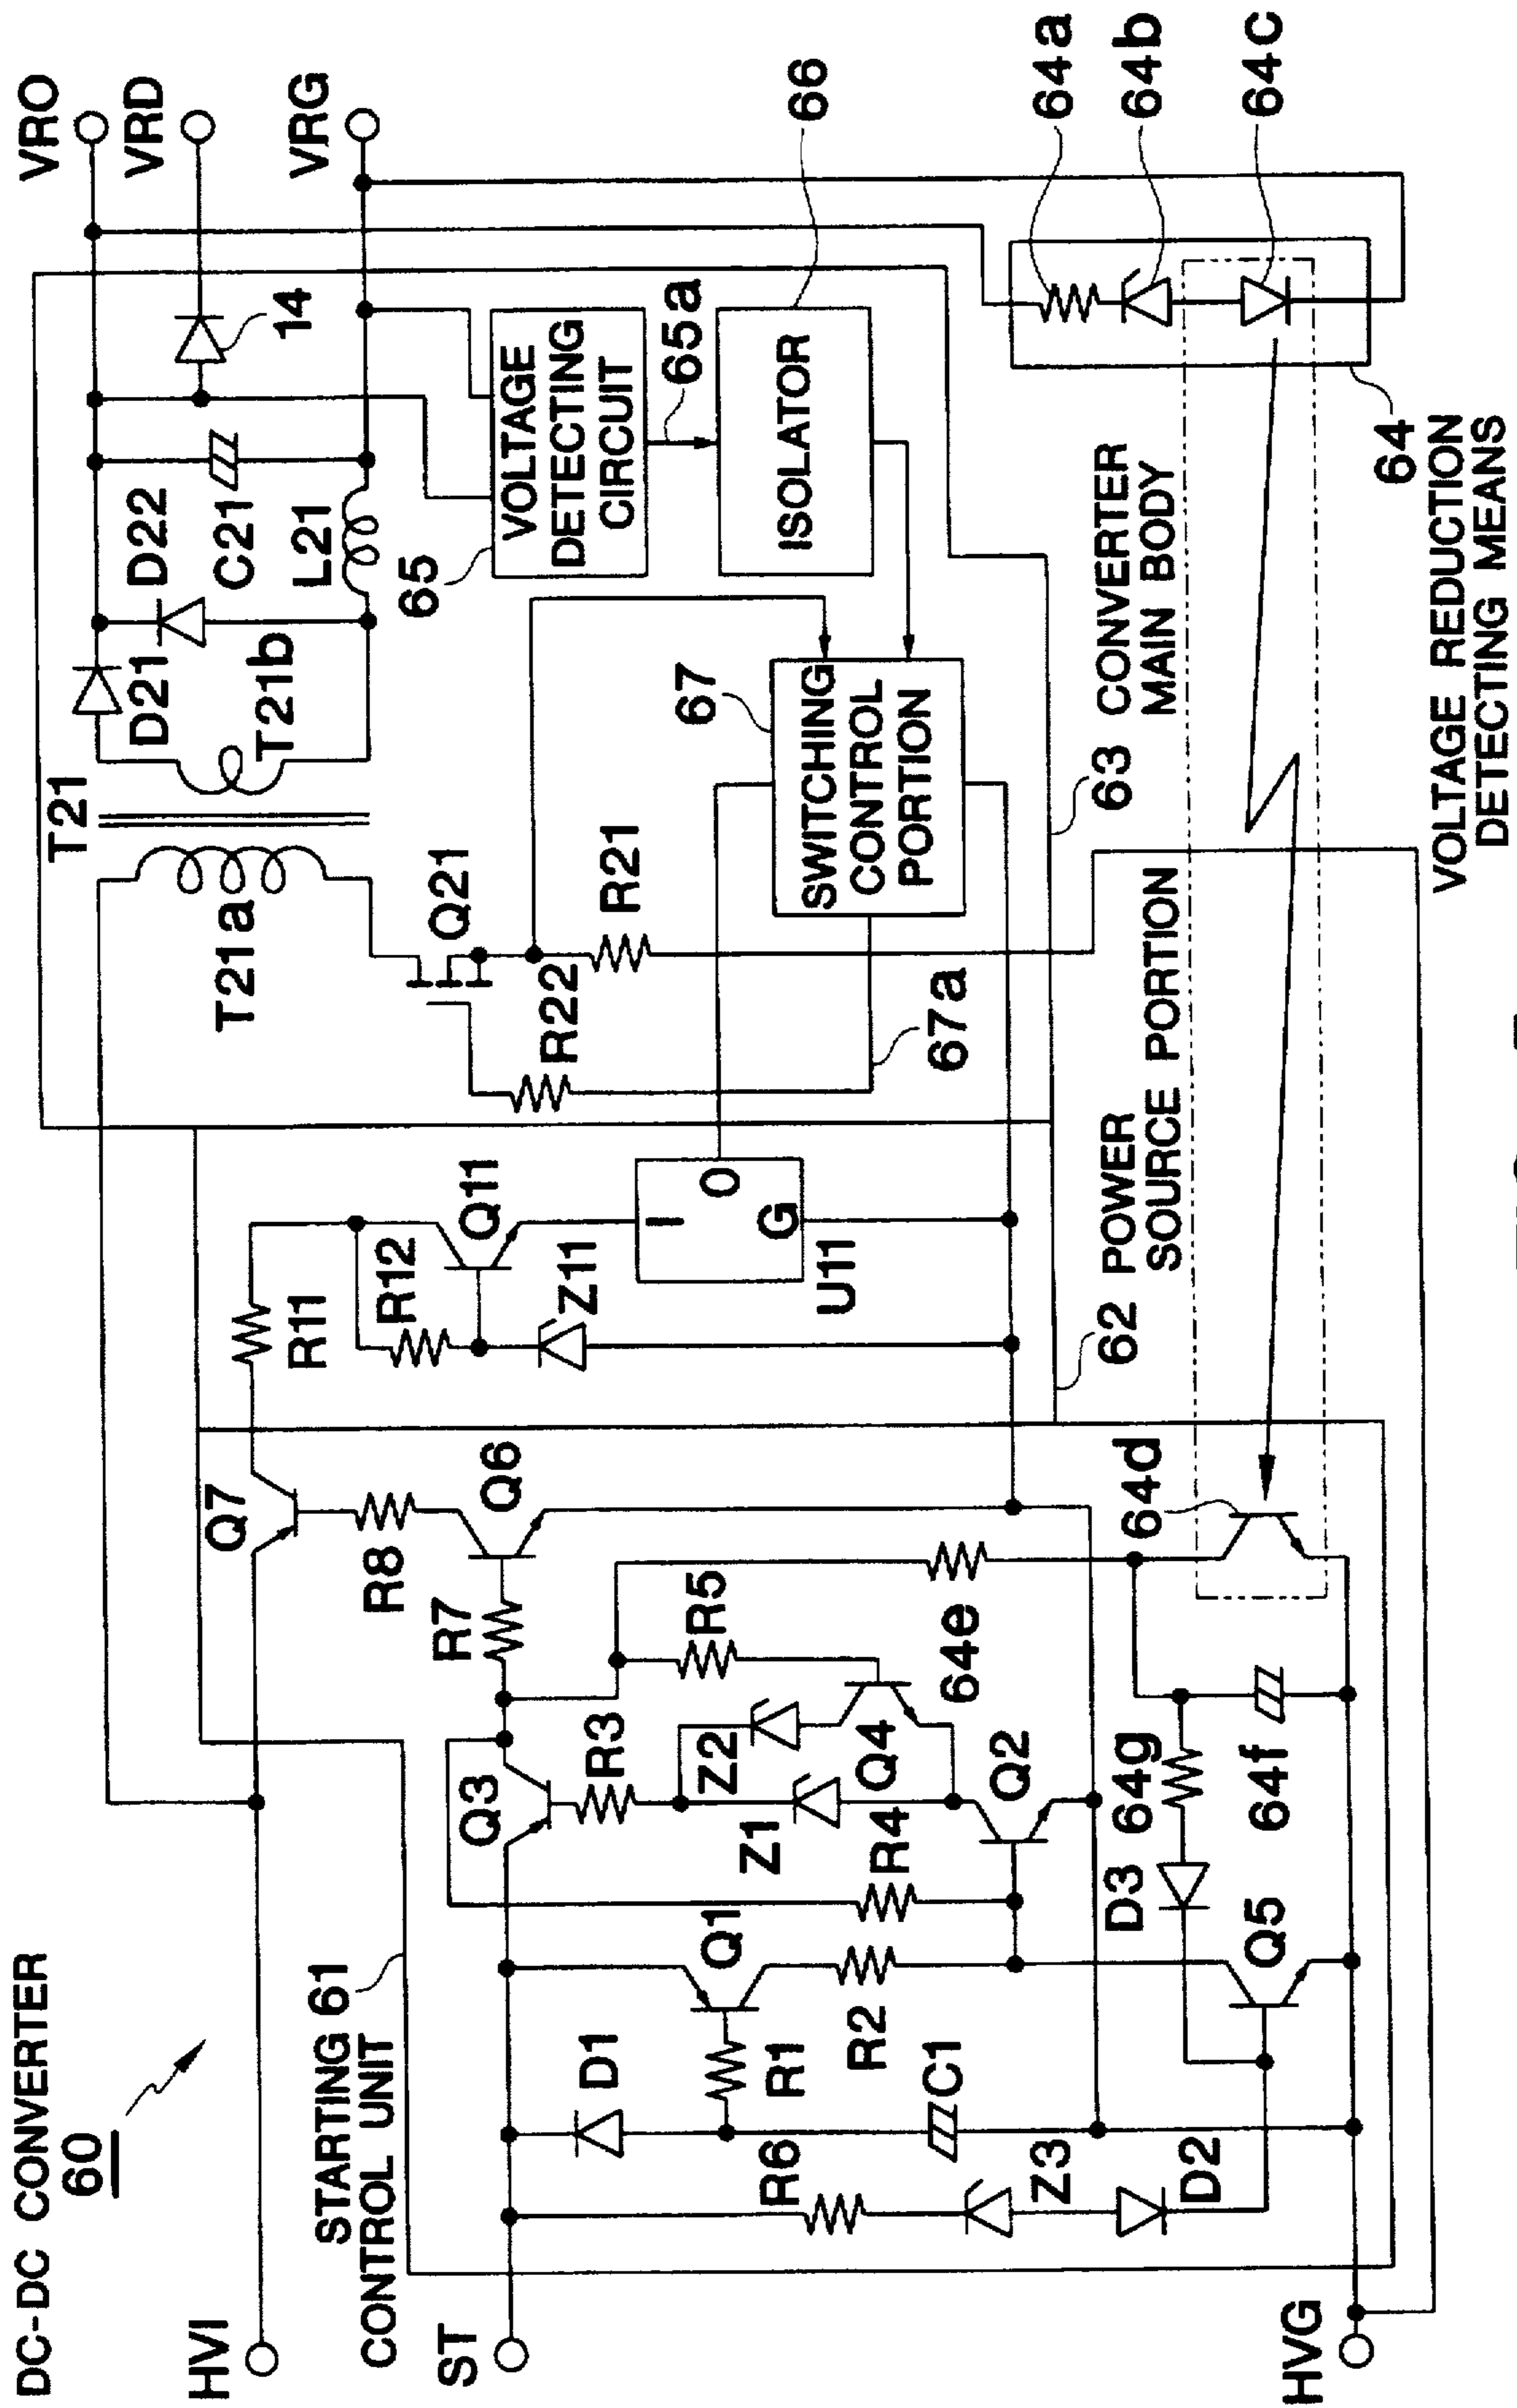 DC-DC CONVERTER
60
HVI
ST
HVG
STARTING 61
CONTROL UNIT
D1
R1
Q1
R2
C1
R6
Z3
D2
Q3
R3
Z2
Z1
R4
Q4
R5
Q2
R7
R8
Q7
Q6
64e
64g
64f
D3
Q5
64d
R11
R12
Q11
Z11
I
O
G
U11
62 POWER
SOURCE PORTION
T21
T21a
T21b
Q21
R22
R21
67a
67
SWITCHING
CONTROL
PORTION
63 CONVERTER
MAIN BODY
D21
D22
C21
L21
14
65
VOLTAGE
DETECTING
CIRCUIT
65a
ISOLATOR
66
VRO
VRD
VRG
64a
64b
64c
64
VOLTAGE REDUCTION
DETECTING MEANS